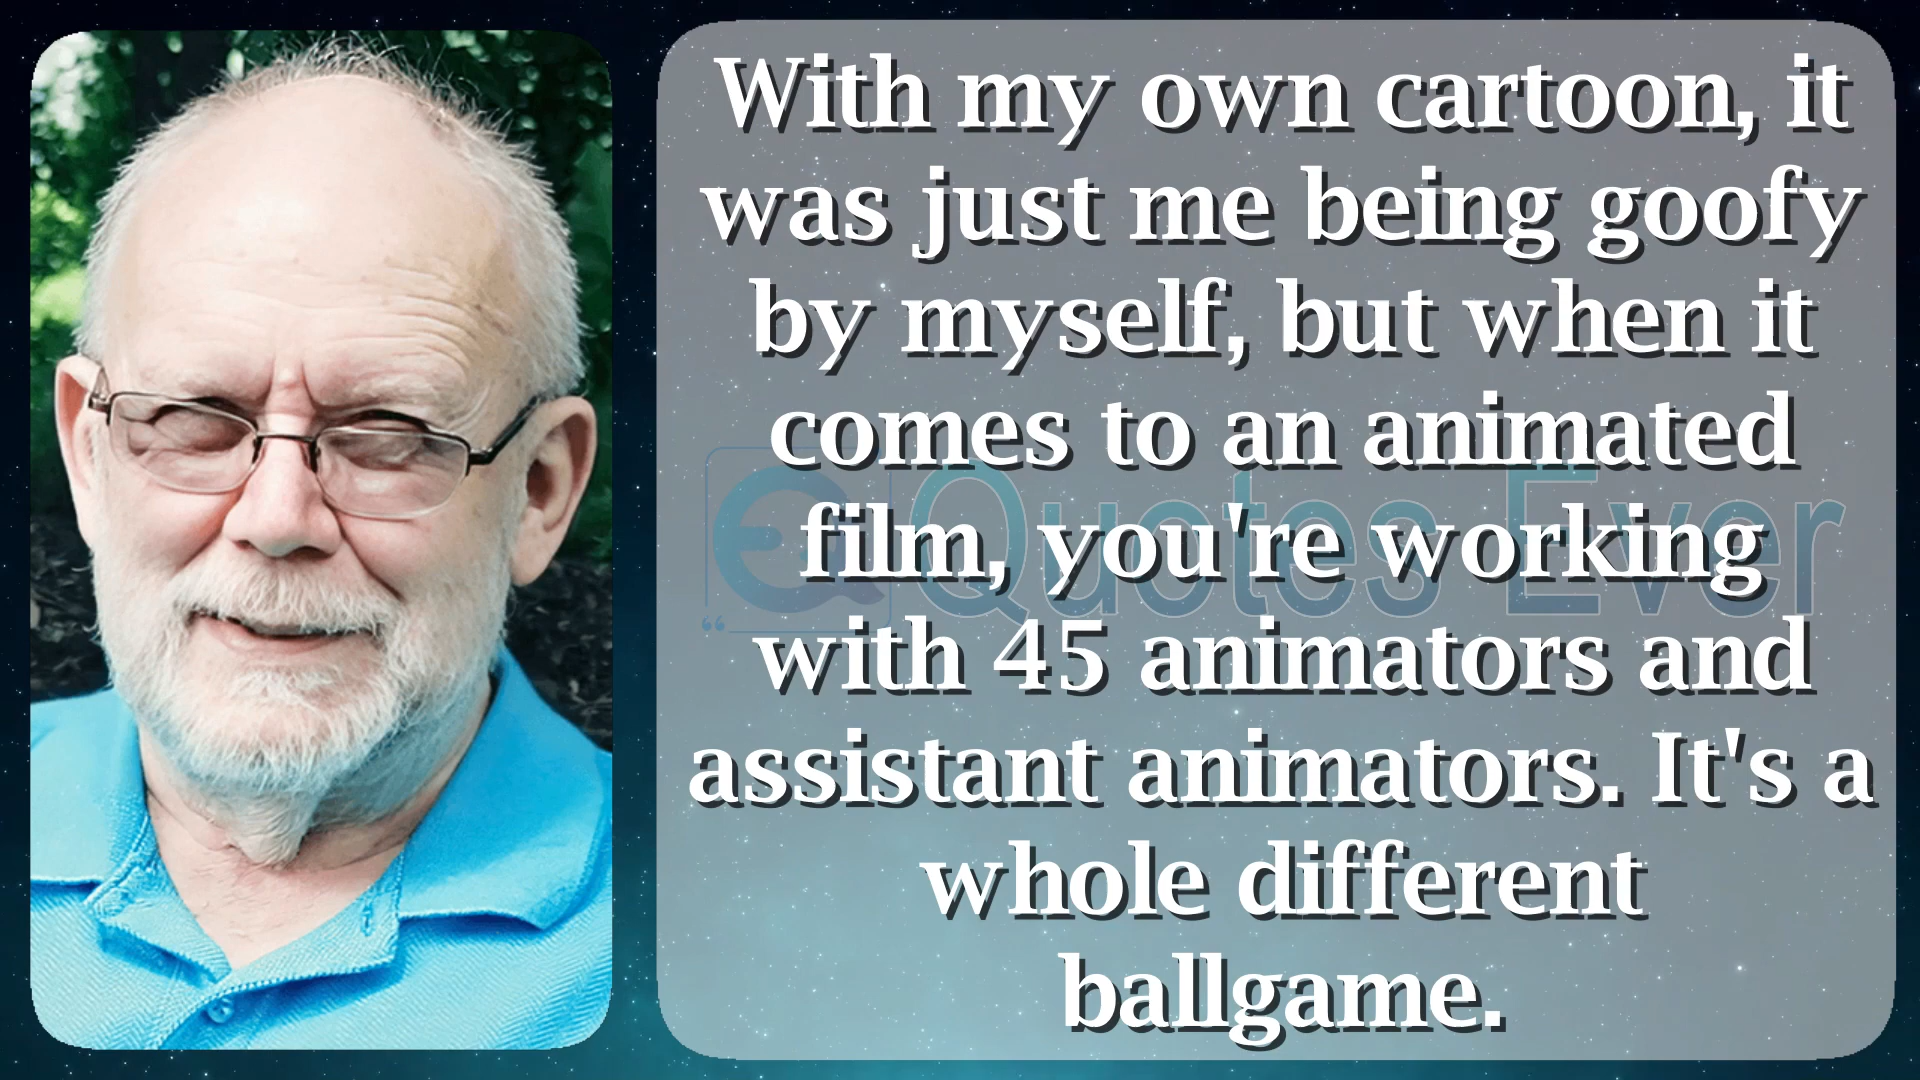 With my own cartoon, it
was just me being goofy
by myself, but when it
comes to an animated
film, you're working
with 45 animators and
assistant animators. It's a
whole different
ballgame.
EQ Quotes Ever